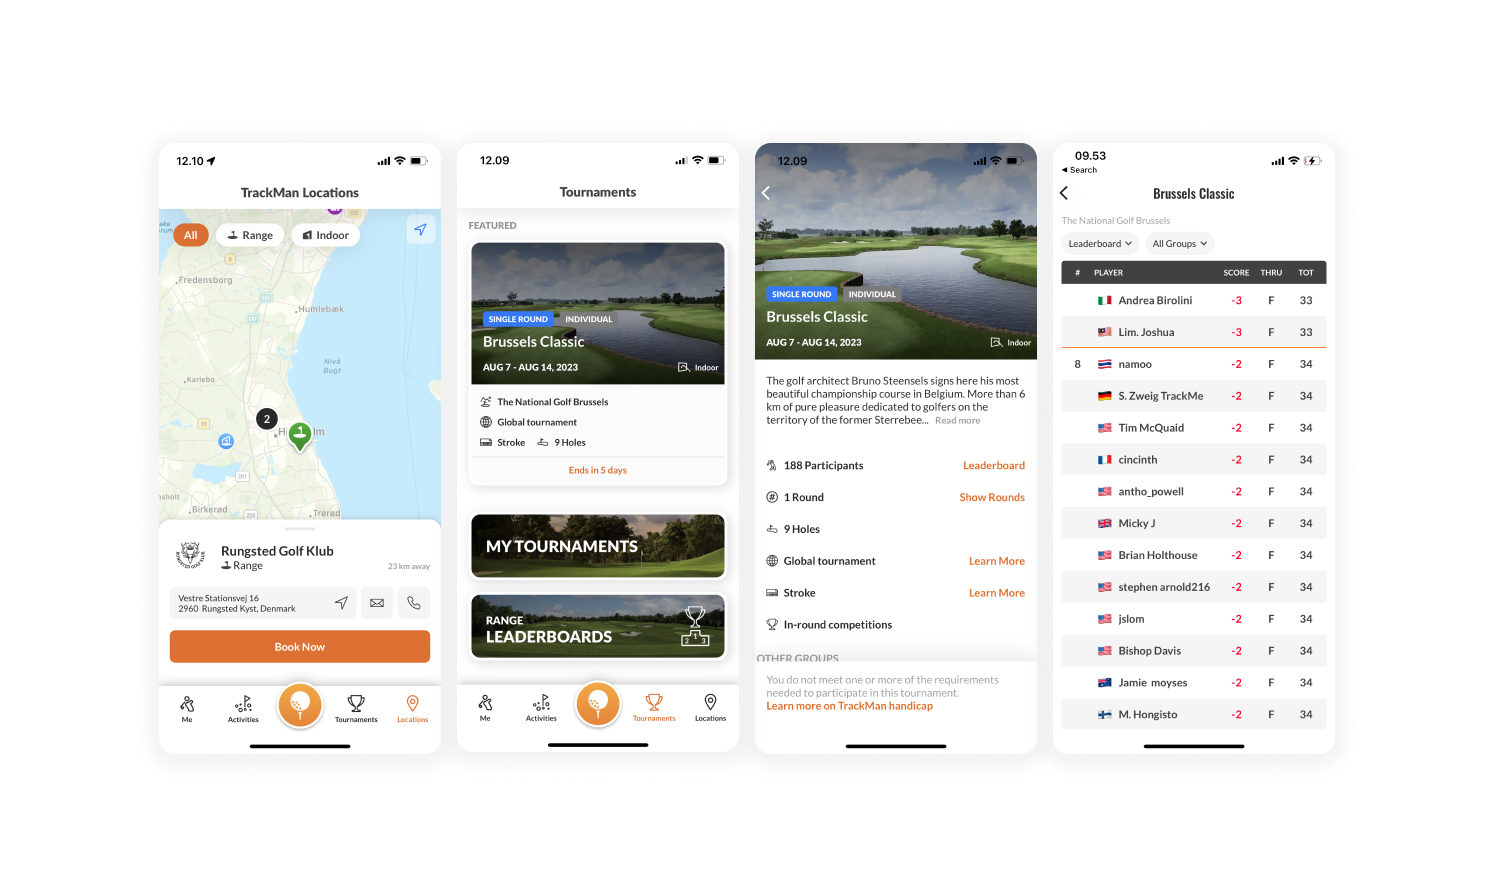 12.10
TrackMan Locations
All
Range
Indoor
Fredensborg
Humlebæk
Nivå
Bugt
Karlebo
2
1
207
Birkerød
Trørød
Rungsted Golf Klub
Range
23 km away
Vestre Stationsvej 16
2960 Rungsted Kyst, Denmark
Book Now
Me
Activities
Tournaments
Locations
12.09
Tournaments
FEATURED
SINGLE ROUND
INDIVIDUAL
Brussels Classic
AUG 7 - AUG 14, 2023
Indoor
The National Golf Brussels
Global tournament
Stroke
9 Holes
Ends in 5 days
MY TOURNAMENTS
RANGE
LEADERBOARDS
2 1 3
Me
Activities
Tournaments
Locations
12.09
SINGLE ROUND
INDIVIDUAL
Brussels Classic
AUG 7 - AUG 14, 2023
Indoor
The golf architect Bruno Steensels signs here his most
beautiful championship course in Belgium. More than 6
km of pure pleasure dedicated to golfers on the
territory of the former Sterrebee... Read more
188 Participants
Leaderboard
1 Round
Show Rounds
9 Holes
Global tournament
Learn More
Stroke
Learn More
In-round competitions
OTHER GROUPS
You do not meet one or more of the requirements
needed to participate in this tournament.
Learn more on TrackMan handicap
09.53
Search
Brussels Classic
The National Golf Brussels
Leaderboard
All Groups
# PLAYER SCORE THRU TOT
Andrea Birolini -3 F 33
Lim. Joshua -3 F 33
8 namoo -2 F 34
S. Zweig TrackMe -2 F 34
Tim McQuaid -2 F 34
cincinth -2 F 34
antho_powell -2 F 34
Micky J -2 F 34
Brian Holthouse -2 F 34
stephen arnold216 -2 F 34
jslom -2 F 34
Bishop Davis -2 F 34
Jamie moyses -2 F 34
M. Hongisto -2 F 34